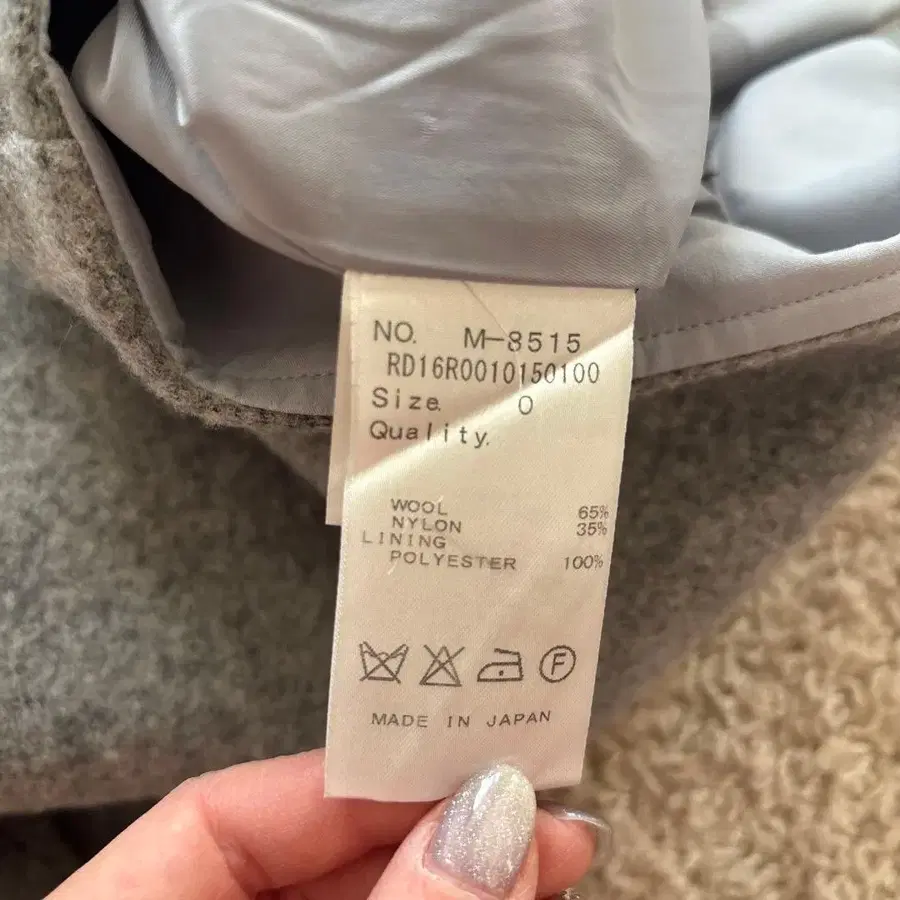 NO. M-8515
RD16R0010150100
Size. 0
Quality.
WOOL 65%
NYLON 35%
LINING
POLYESTER 100%
F
MADE IN JAPAN